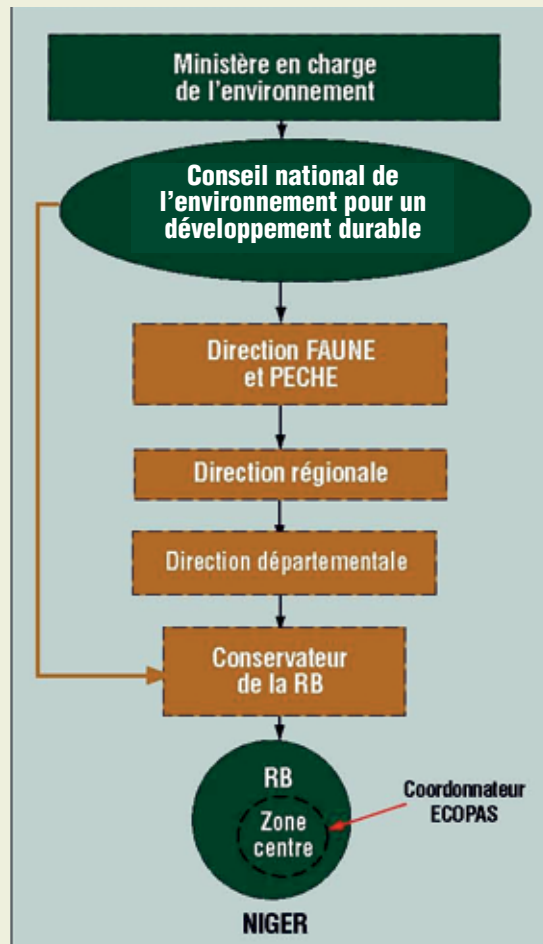 Ministère en charge
de l'environnement
Conseil national de
l'environnement pour un
développement durable
Direction FAUNE
et PECHE
Direction régionale
Direction départementale
Conservateur
de la RB
RB
Zone
centre
Coordonnateur
ECOPAS
NIGER